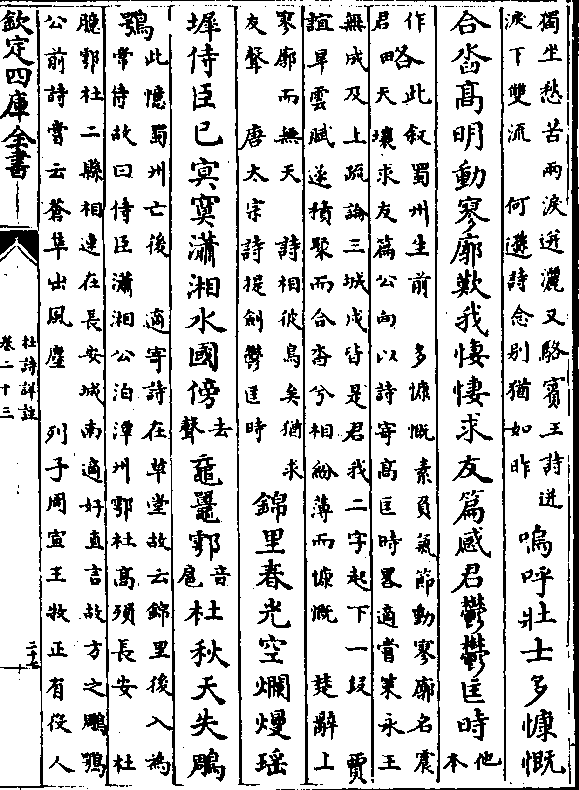 獨坐愁苦兩淚迸灑又駱賓王詩迸
淚下雙流　何遜詩念别猶如昨
嗚呼壯士多慷慨
合沓髙明動寥廓歎我悽悽求友篇感君鬱鬱匡時
他本
作君
略
此叙蜀州生前　多慷慨素負氣節動寥廓名震
天壤求友篇公向以詩寄髙匡時畧適嘗策永王
無成及上疏論三城戍皆是君我二字起下一段　賈
誼旱雲賦遂積聚而合沓兮相紛薄而慷慨　楚辭上
寥廓而無天　詩相彼鳥矣猶求
友聲　唐太宗詩提劍鬱匡時
錦里春光空爛熳瑶
墀侍臣已㝠寞瀟湘水國傍
去聲
黿鼉鄠
音扈
杜秋天失鵰
鶚
此憶蜀州亡後　適寄詩在草堂故云錦里後入為
常侍故曰侍臣瀟湘公泊潭州鄠杜髙歿長安　杜
鄠杜二縣相連在長安城南適好直言故方之鵰鶚
公前詩嘗云蒼隼出風塵　列子周宣王牧正有役人
欽定四庫全書
杜詩詳註
卷二十三
二十七